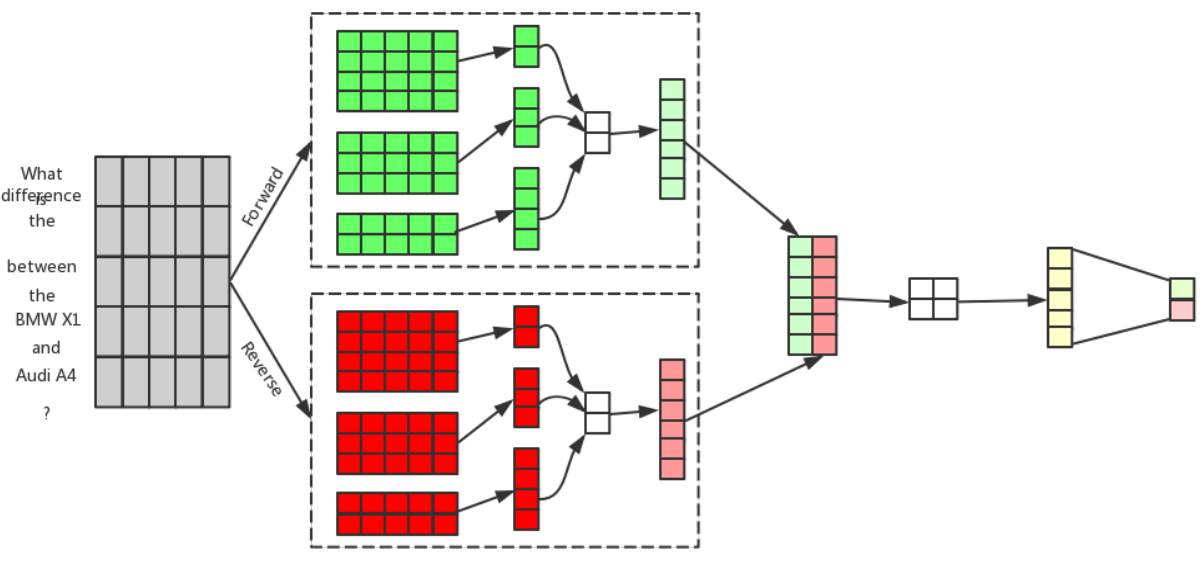 What
is
difference
the
between
the
BMW X1
and
Audi A4
?
Forward
Reverse